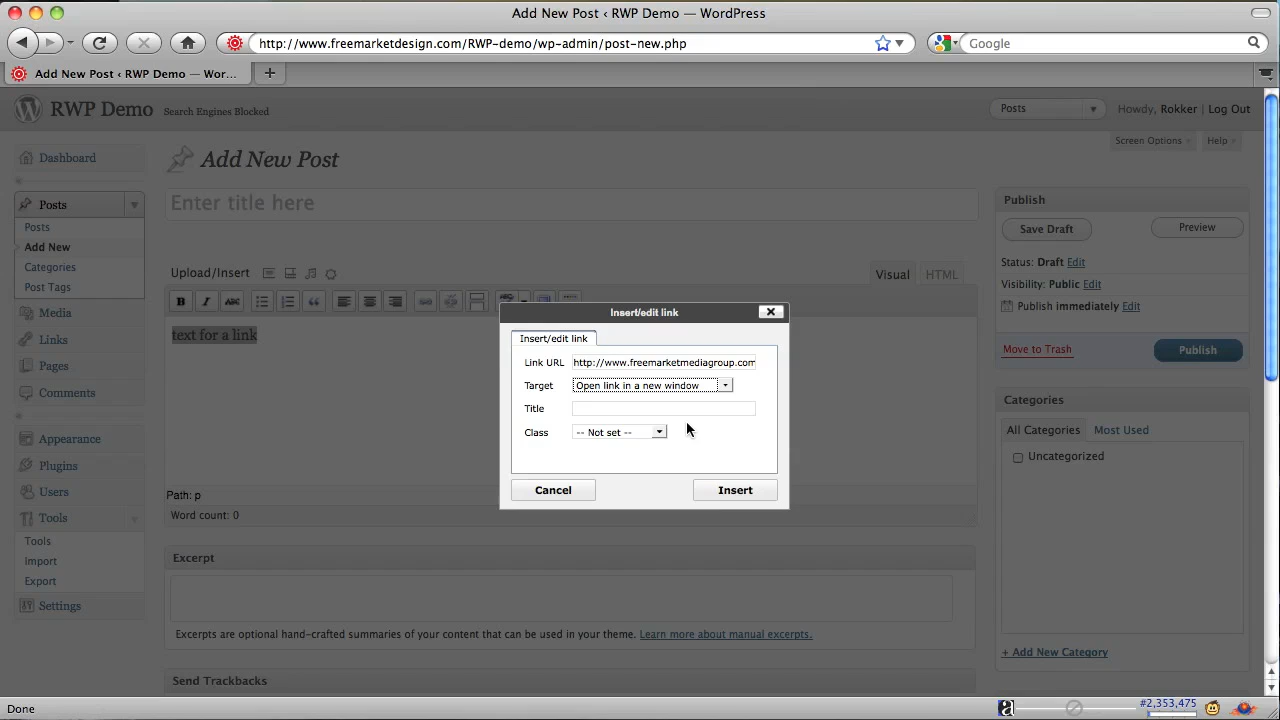 Add New Post ‹ RWP Demo — WordPress
http://www.freemarketdesign.com/RWP-demo/wp-admin/post-new.php
Google
Add New Post ‹ RWP Demo — Wor...
RWP Demo
Search Engines Blocked
Posts
Howdy, Rokker | Log Out
Screen Options
Help
Dashboard
Posts
Posts
Add New
Categories
Post Tags
Media
Links
Pages
Comments
Appearance
Plugins
Users
Tools
Tools
Import
Export
Settings
Add New Post
Enter title here
Upload/Insert
Visual
HTML
B I ABC
text for a link
Path: p
Word count: 0
Insert/edit link
Insert/edit link
Link URL http://www.freemarketmediagroup.com
Target Open link in a new window
Title
Class -- Not set --
Cancel
Insert
Excerpt
Excerpts are optional hand-crafted summaries of your content that can be used in your theme. Learn more about manual excerpts.
Send Trackbacks
Publish
Save Draft
Preview
Status: Draft Edit
Visibility: Public Edit
Publish immediately Edit
Move to Trash
Publish
Categories
All Categories
Most Used
Uncategorized
+ Add New Category
Done
a
#2,353,475